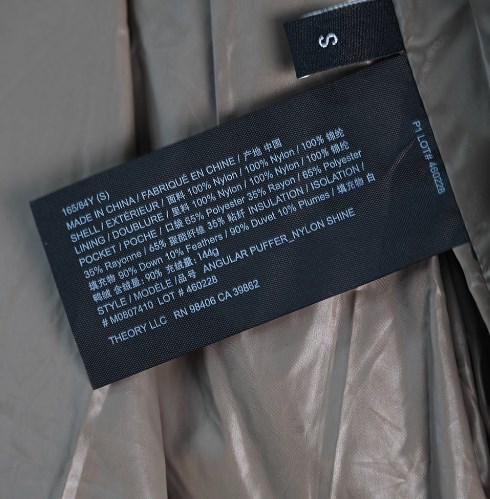 S
165/84Y (S)
MADE IN CHINA / FABRIQUÉ EN CHINE / 产地 中国
SHELL / EXTÉRIEUR / 面料 100% Nylon / 100% Nylon / 100% 锦纶
LINING / DOUBLURE / 里料 100% Nylon / 100% Nylon / 100% 锦纶
POCKET / POCHE / 口袋 65% Polyester 35% Rayon / 65% Polyester
35% Rayonne / 65% 聚酯纤维 35% 粘纤 INSULATION / ISOLATION /
填充物 90% Down 10% Feathers / 90% Duvet 10% Plumes / 填充物 白
鸭绒 含绒量: 90% 充绒量: 144g
STYLE / MODÈLE /品号 ANGULAR PUFFER_NYLON SHINE
# M0807410 LOT # 460228
THEORY LLC RN 98406 CA 39862
P1 LOT# 460228